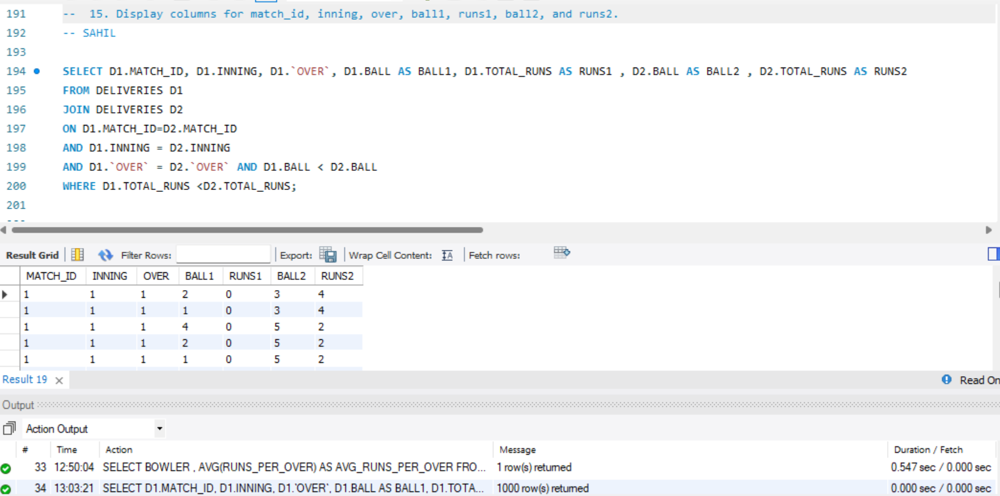 191 -- 15. Display columns for match_id, inning, over, ball1, runs1, ball2, and runs2.
192 -- SAHIL
193
194 SELECT D1.MATCH_ID, D1.INNING, D1.`OVER`, D1.BALL AS BALL1, D1.TOTAL_RUNS AS RUNS1 , D2.BALL AS BALL2 , D2.TOTAL_RUNS AS RUNS2
195 FROM DELIVERIES D1
196 JOIN DELIVERIES D2
197 ON D1.MATCH_ID=D2.MATCH_ID
198 AND D1.INNING = D2.INNING
199 AND D1.`OVER` = D2.`OVER` AND D1.BALL < D2.BALL
200 WHERE D1.TOTAL_RUNS <D2.TOTAL_RUNS;
201
Result Grid Filter Rows: Export: Wrap Cell Content: IA Fetch rows:
MATCH_ID INNING OVER BALL1 RUNS1 BALL2 RUNS2
1 1 1 2 0 3 4
1 1 1 1 0 3 4
1 1 1 4 0 5 2
1 1 1 2 0 5 2
1 1 1 1 0 5 2
Result 19 Read On
Output
Action Output
# Time Action Message Duration / Fetch
33 12:50:04 SELECT BOWLER , AVG(RUNS_PER_OVER) AS AVG_RUNS_PER_OVER FRO... 1 row(s) returned 0.547 sec / 0.000 sec
34 13:03:21 SELECT D1.MATCH_ID, D1.INNING, D1.`OVER`, D1.BALL AS BALL1, D1.TOTA... 1000 row(s) returned 0.000 sec / 0.000 sec